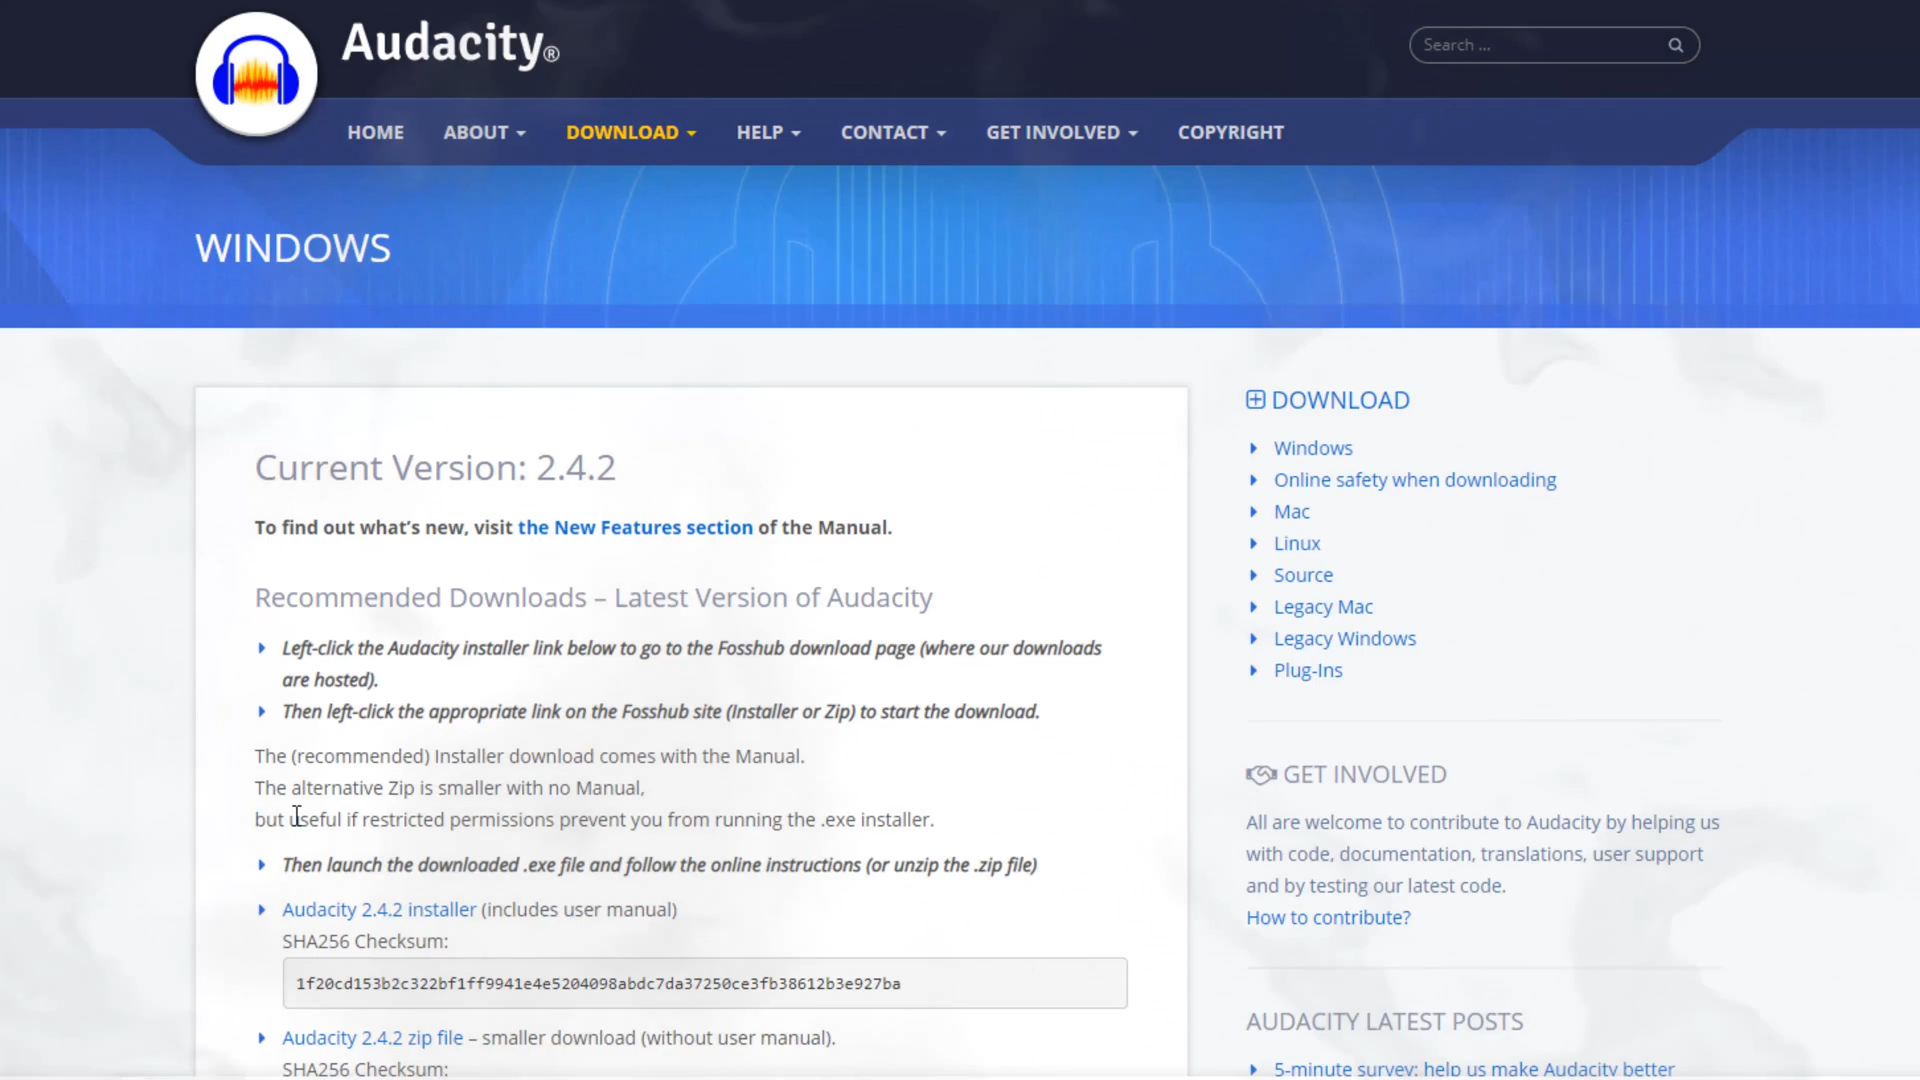 Audacity®
Search ...
HOME ABOUT DOWNLOAD HELP CONTACT GET INVOLVED COPYRIGHT
WINDOWS
Current Version: 2.4.2
To find out what’s new, visit the New Features section of the Manual.
Recommended Downloads – Latest Version of Audacity
Left-click the Audacity installer link below to go to the Fosshub download page (where our downloads
are hosted).
Then left-click the appropriate link on the Fosshub site (Installer or Zip) to start the download.
The (recommended) Installer download comes with the Manual.
The alternative Zip is smaller with no Manual,
but useful if restricted permissions prevent you from running the .exe installer.
Then launch the downloaded .exe file and follow the online instructions (or unzip the .zip file)
Audacity 2.4.2 installer (includes user manual)
SHA256 Checksum:
1f20cd153b2c322bf1ff9941e4e5204098abdc7da37250ce3fb38612b3e927ba
Audacity 2.4.2 zip file – smaller download (without user manual).
SHA256 Checksum:
DOWNLOAD
Windows
Online safety when downloading
Mac
Linux
Source
Legacy Mac
Legacy Windows
Plug-Ins
GET INVOLVED
All are welcome to contribute to Audacity by helping us
with code, documentation, translations, user support
and by testing our latest code.
How to contribute?
AUDACITY LATEST POSTS
5-minute survey: help us make Audacity better